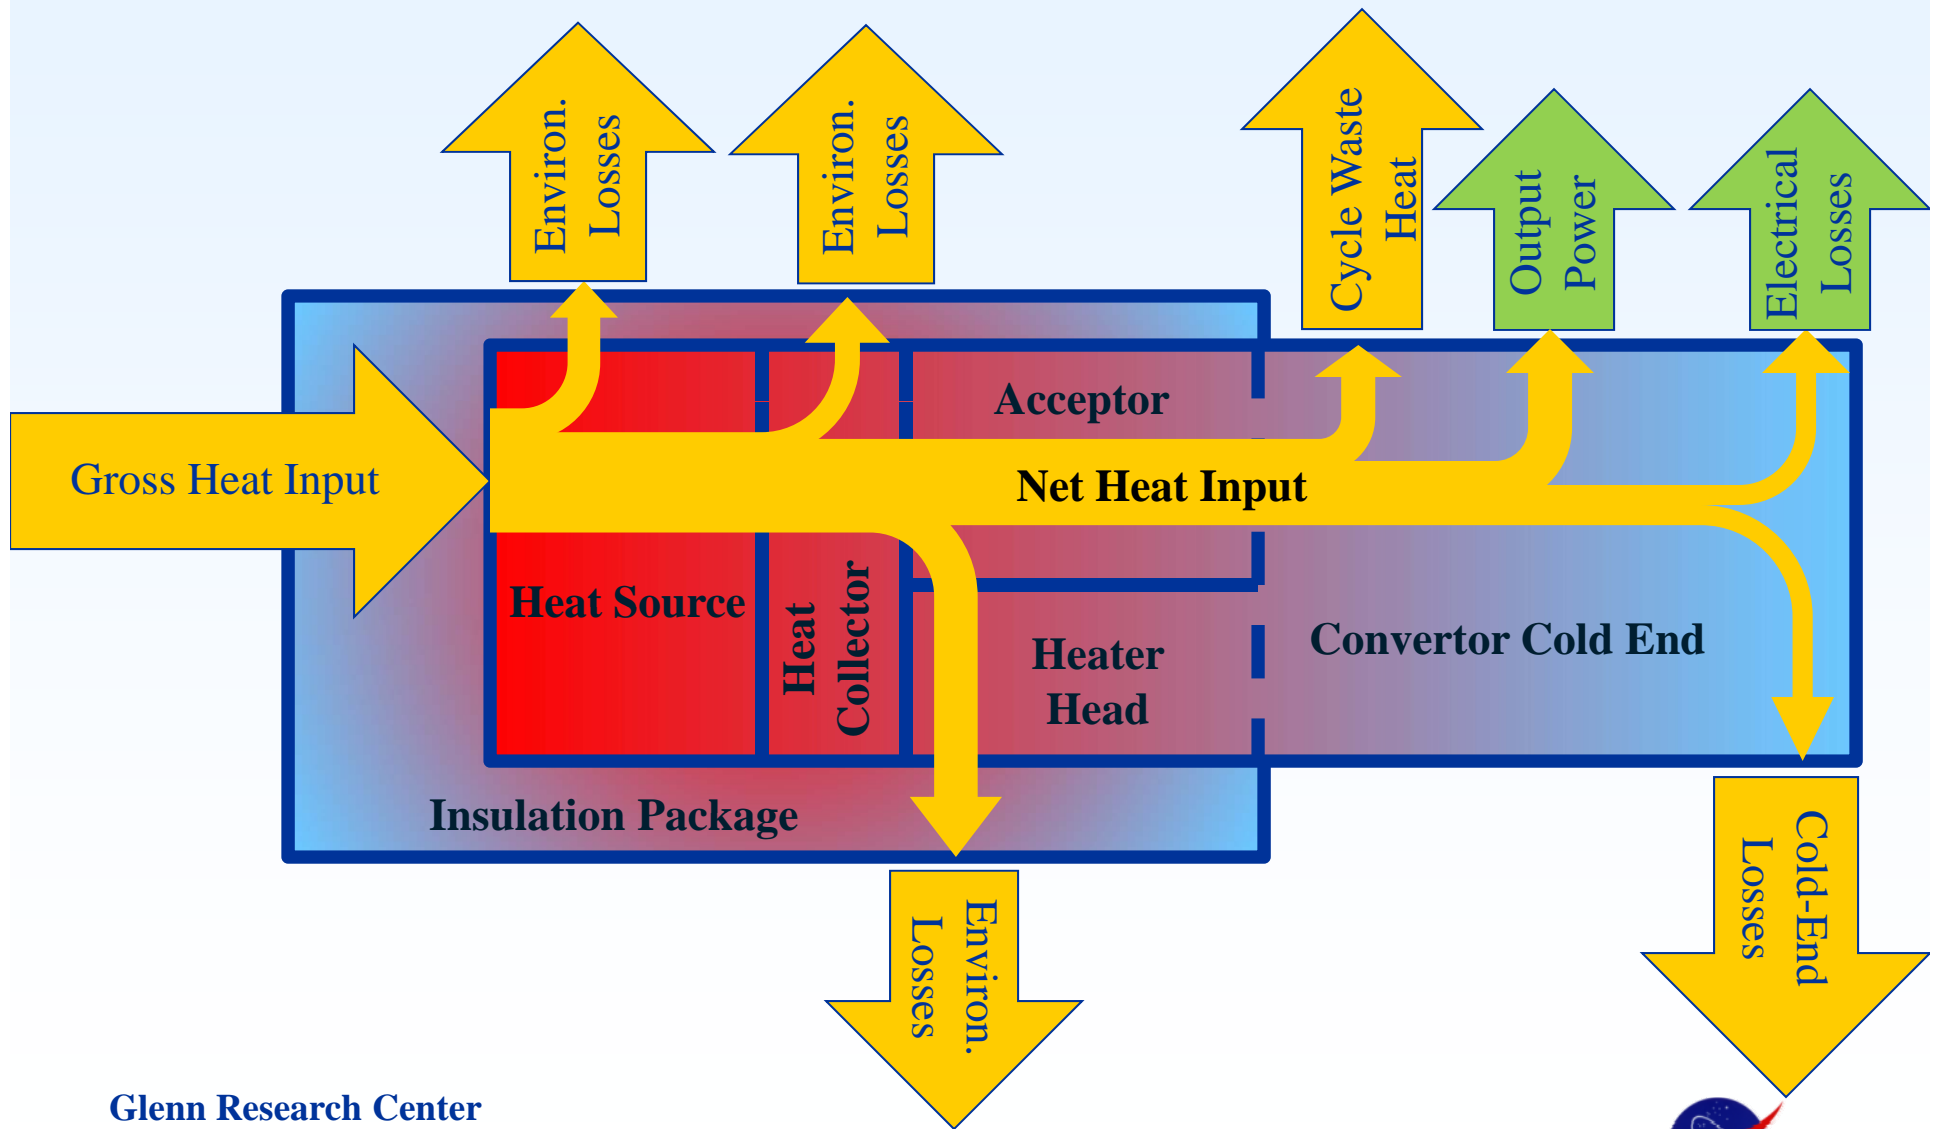 Environ.
Losses
Environ.
Losses
Cycle Waste
Heat
Output
Power
Electrical
Losses
Acceptor
Gross Heat Input
Net Heat Input
Heat Source
Heat
Collector
Heater
Head
Convertor Cold End
Insulation Package
Environ.
Losses
Cold-End
Losses
Glenn Research Center